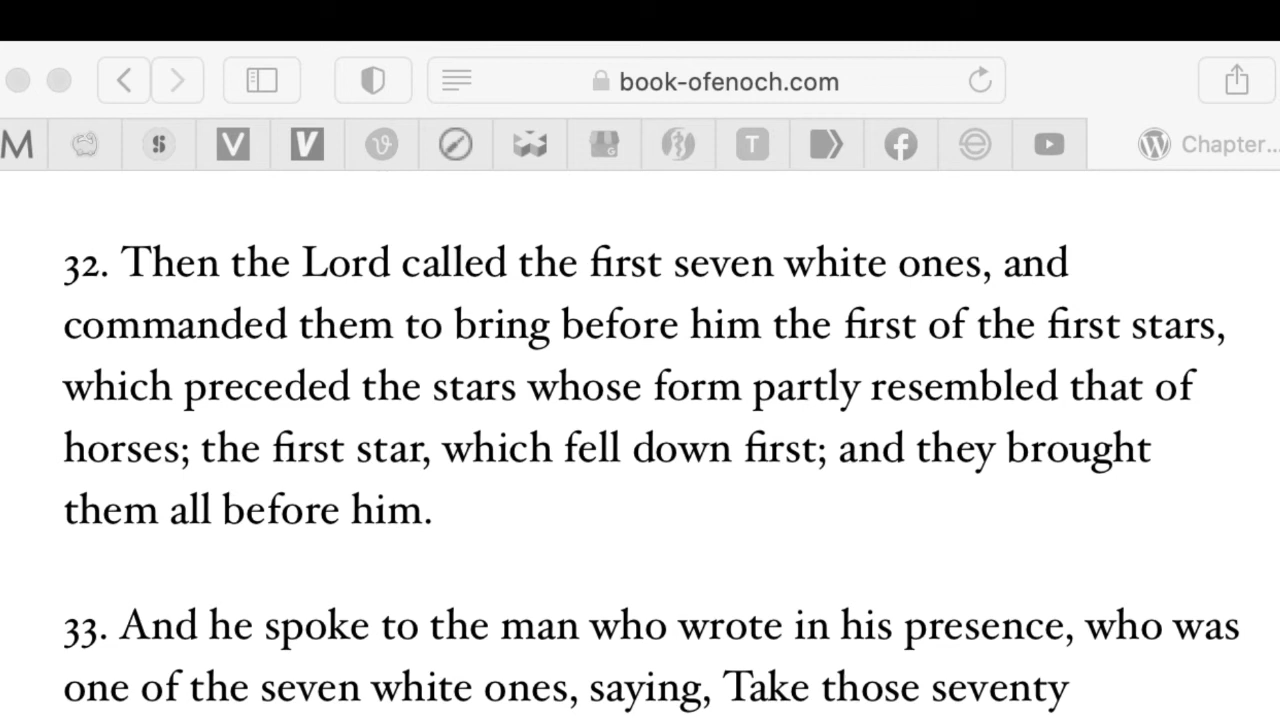 book-ofenoch.com
M $ V V G T Chapter...
32. Then the Lord called the first seven white ones, and
commanded them to bring before him the first of the first stars,
which preceded the stars whose form partly resembled that of
horses; the first star, which fell down first; and they brought
them all before him.
33. And he spoke to the man who wrote in his presence, who was
one of the seven white ones, saying, Take those seventy